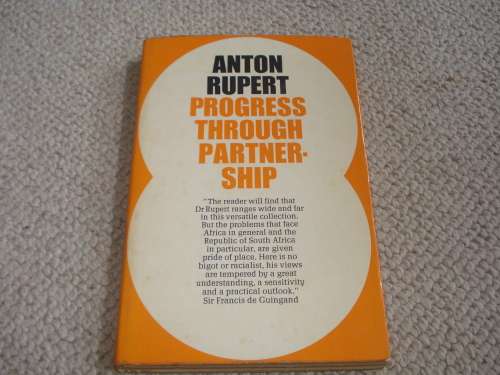 ANTON
RUPERT
PROGRESS
THROUGH
PARTNER-
SHIP
"The reader will find that
Dr Rupert ranges wide and far
in this versatile collection.
But the problems that face
Africa in general and the
Republic of South Africa
in particular, are given
pride of place. Here is no
bigot or racialist, his views
are tempered by a great
understanding, a sensitivity
and a practical outlook."
Sir Francis de Guingand